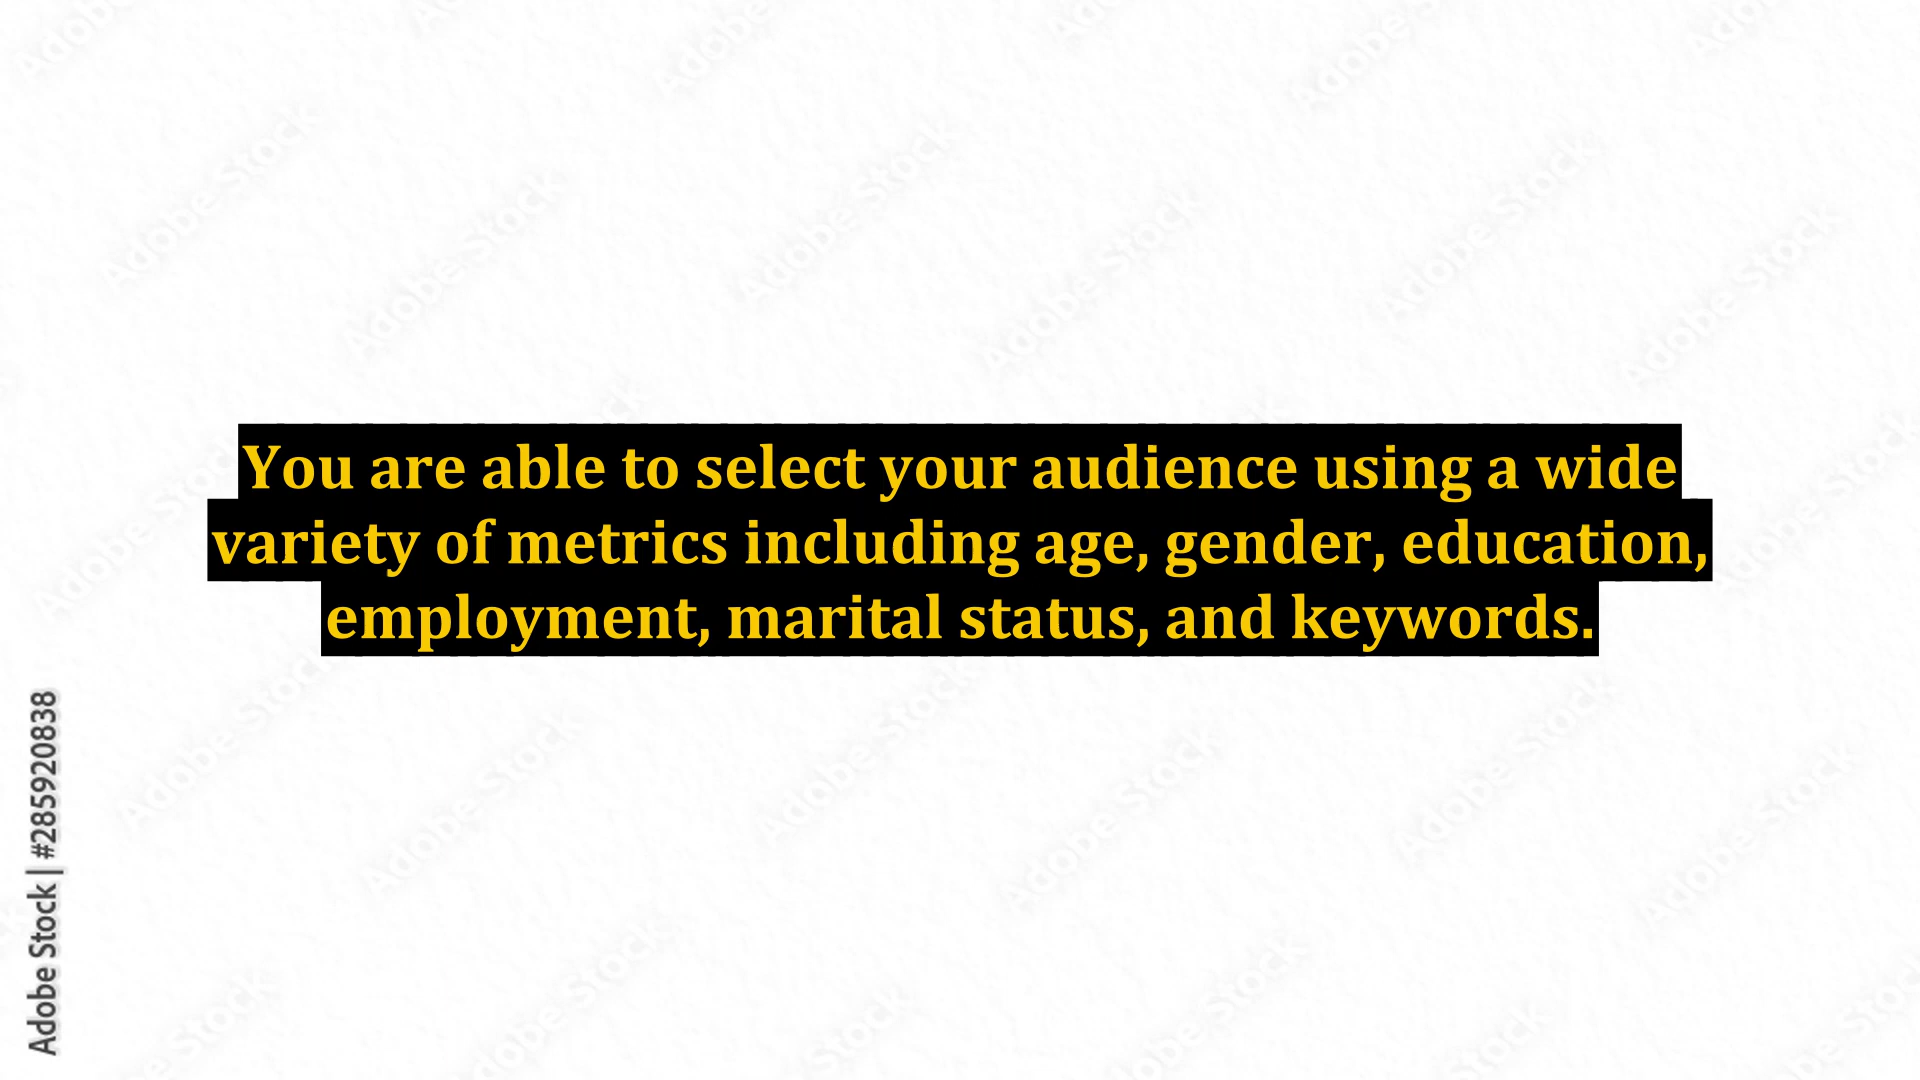 You are able to select your audience using a wide
variety of metrics including age, gender, education,
employment, marital status, and keywords.
Adobe Stock | #285920838